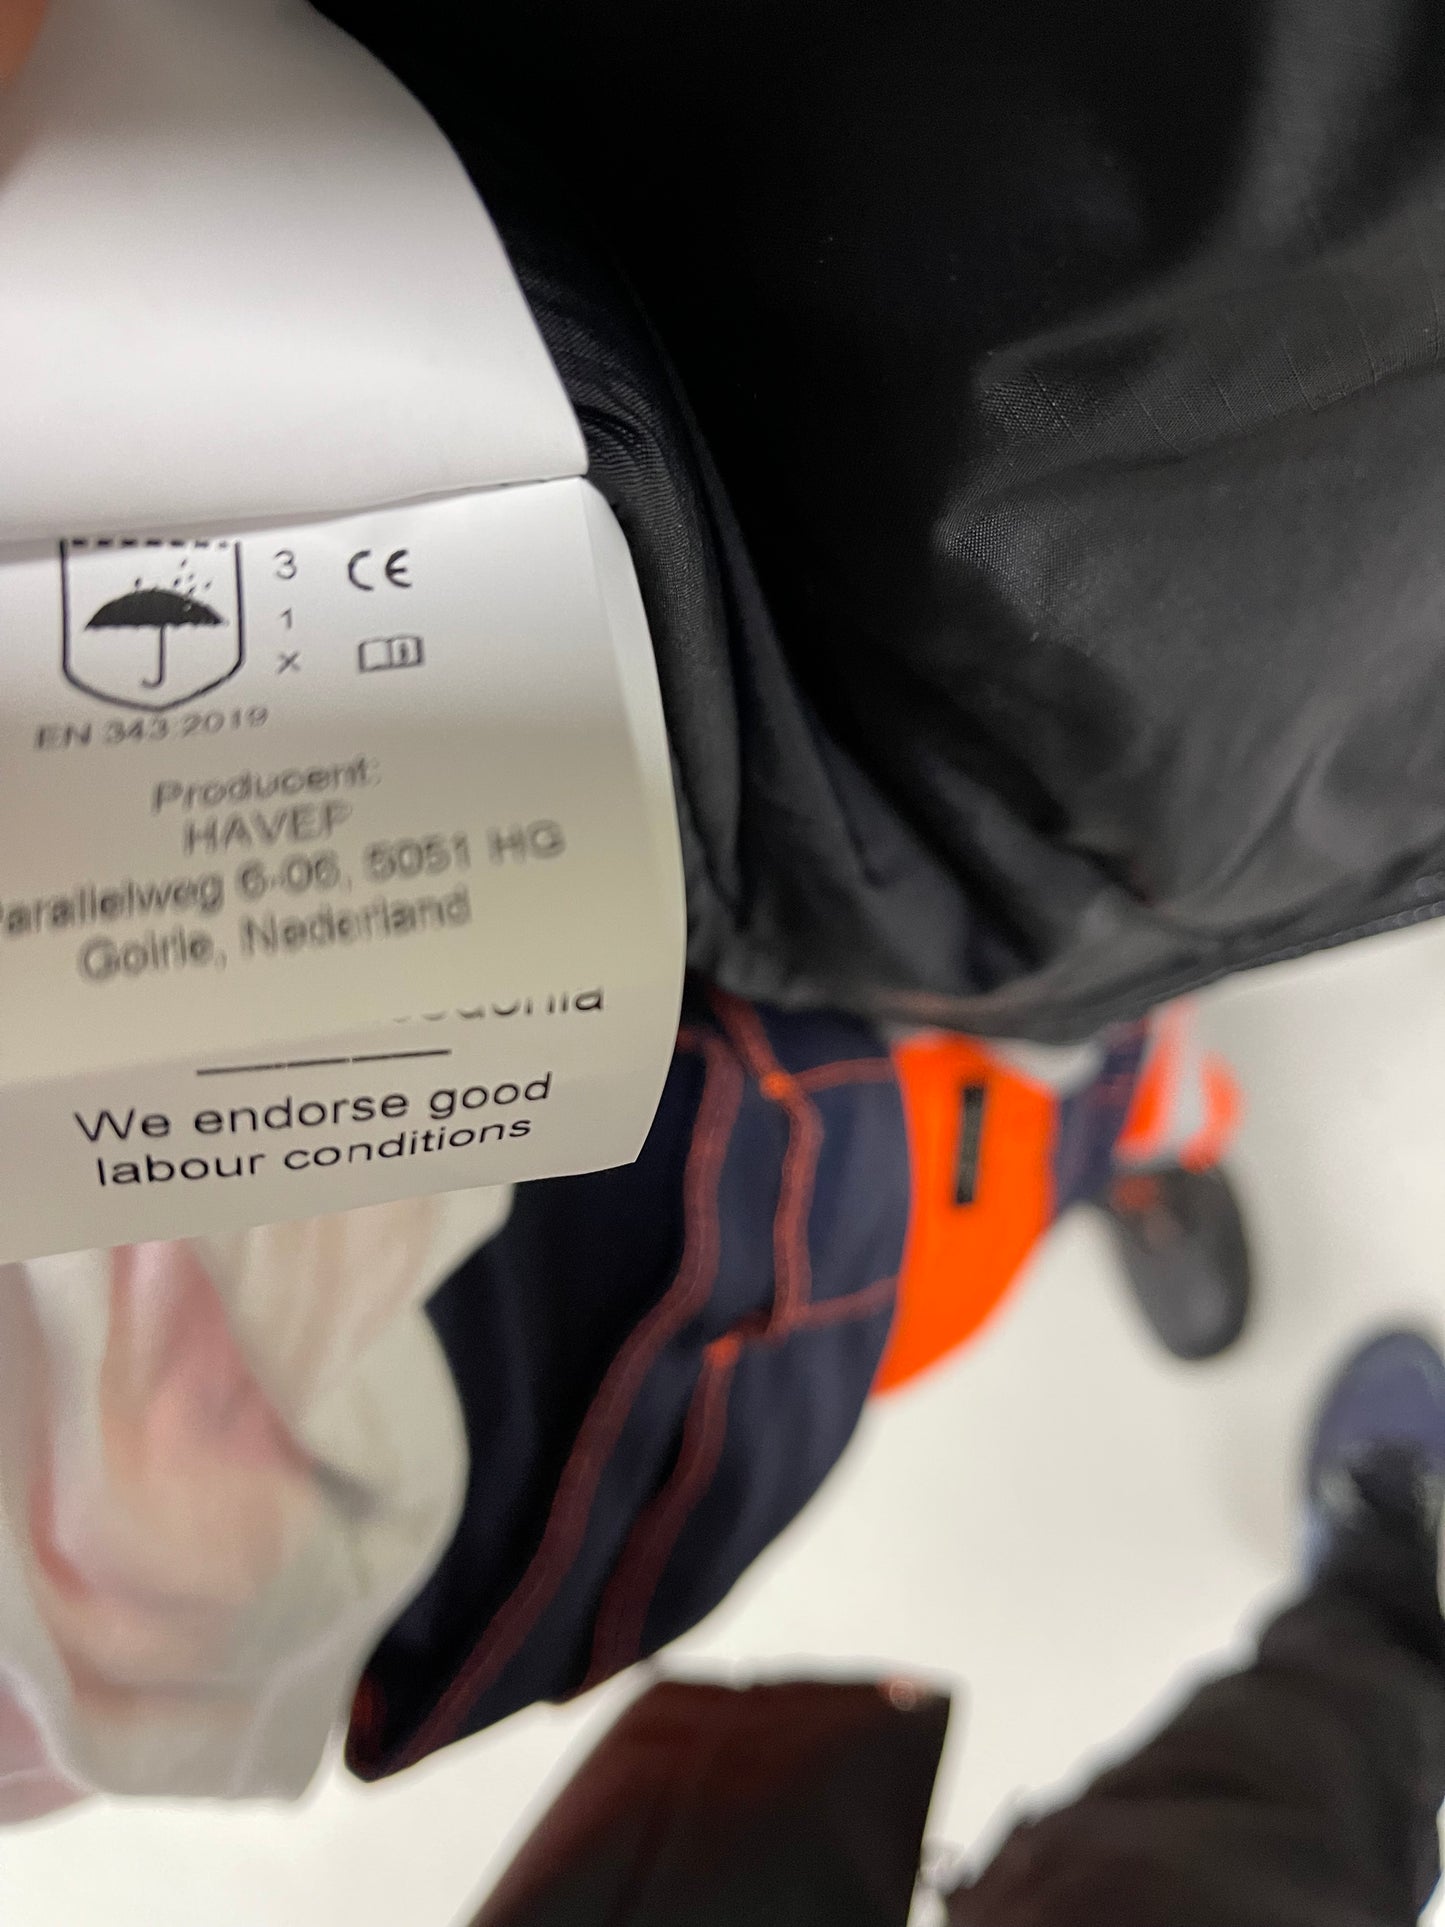 3
CE
1
x
EN 343:2019
Producent:
HAVEP
Parallelweg 6-06, 5051 HG
Goirle, Nederland
We endorse good
labour conditions